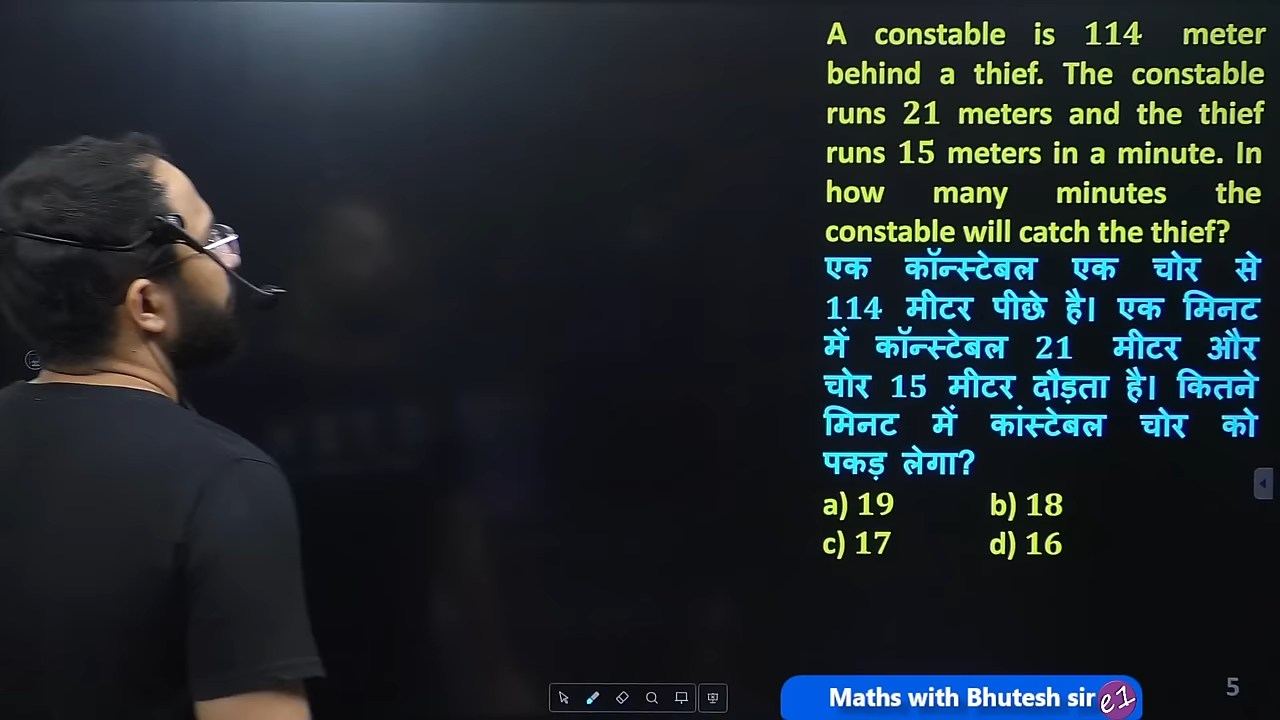 A constable is 114 meter
behind a thief. The constable
runs 21 meters and the thief
runs 15 meters in a minute. In
how many minutes the
constable will catch the thief?
एक कॉन्स्टेबल एक चोर से
114 मीटर पीछे है। एक मिनट
में कॉन्स्टेबल 21 मीटर और
चोर 15 मीटर दौड़ता है। कितने
मिनट में कांस्टेबल चोर को
पकड़ लेगा?
a) 19 b) 18
c) 17 d) 16
Maths with Bhutesh sir e1
5